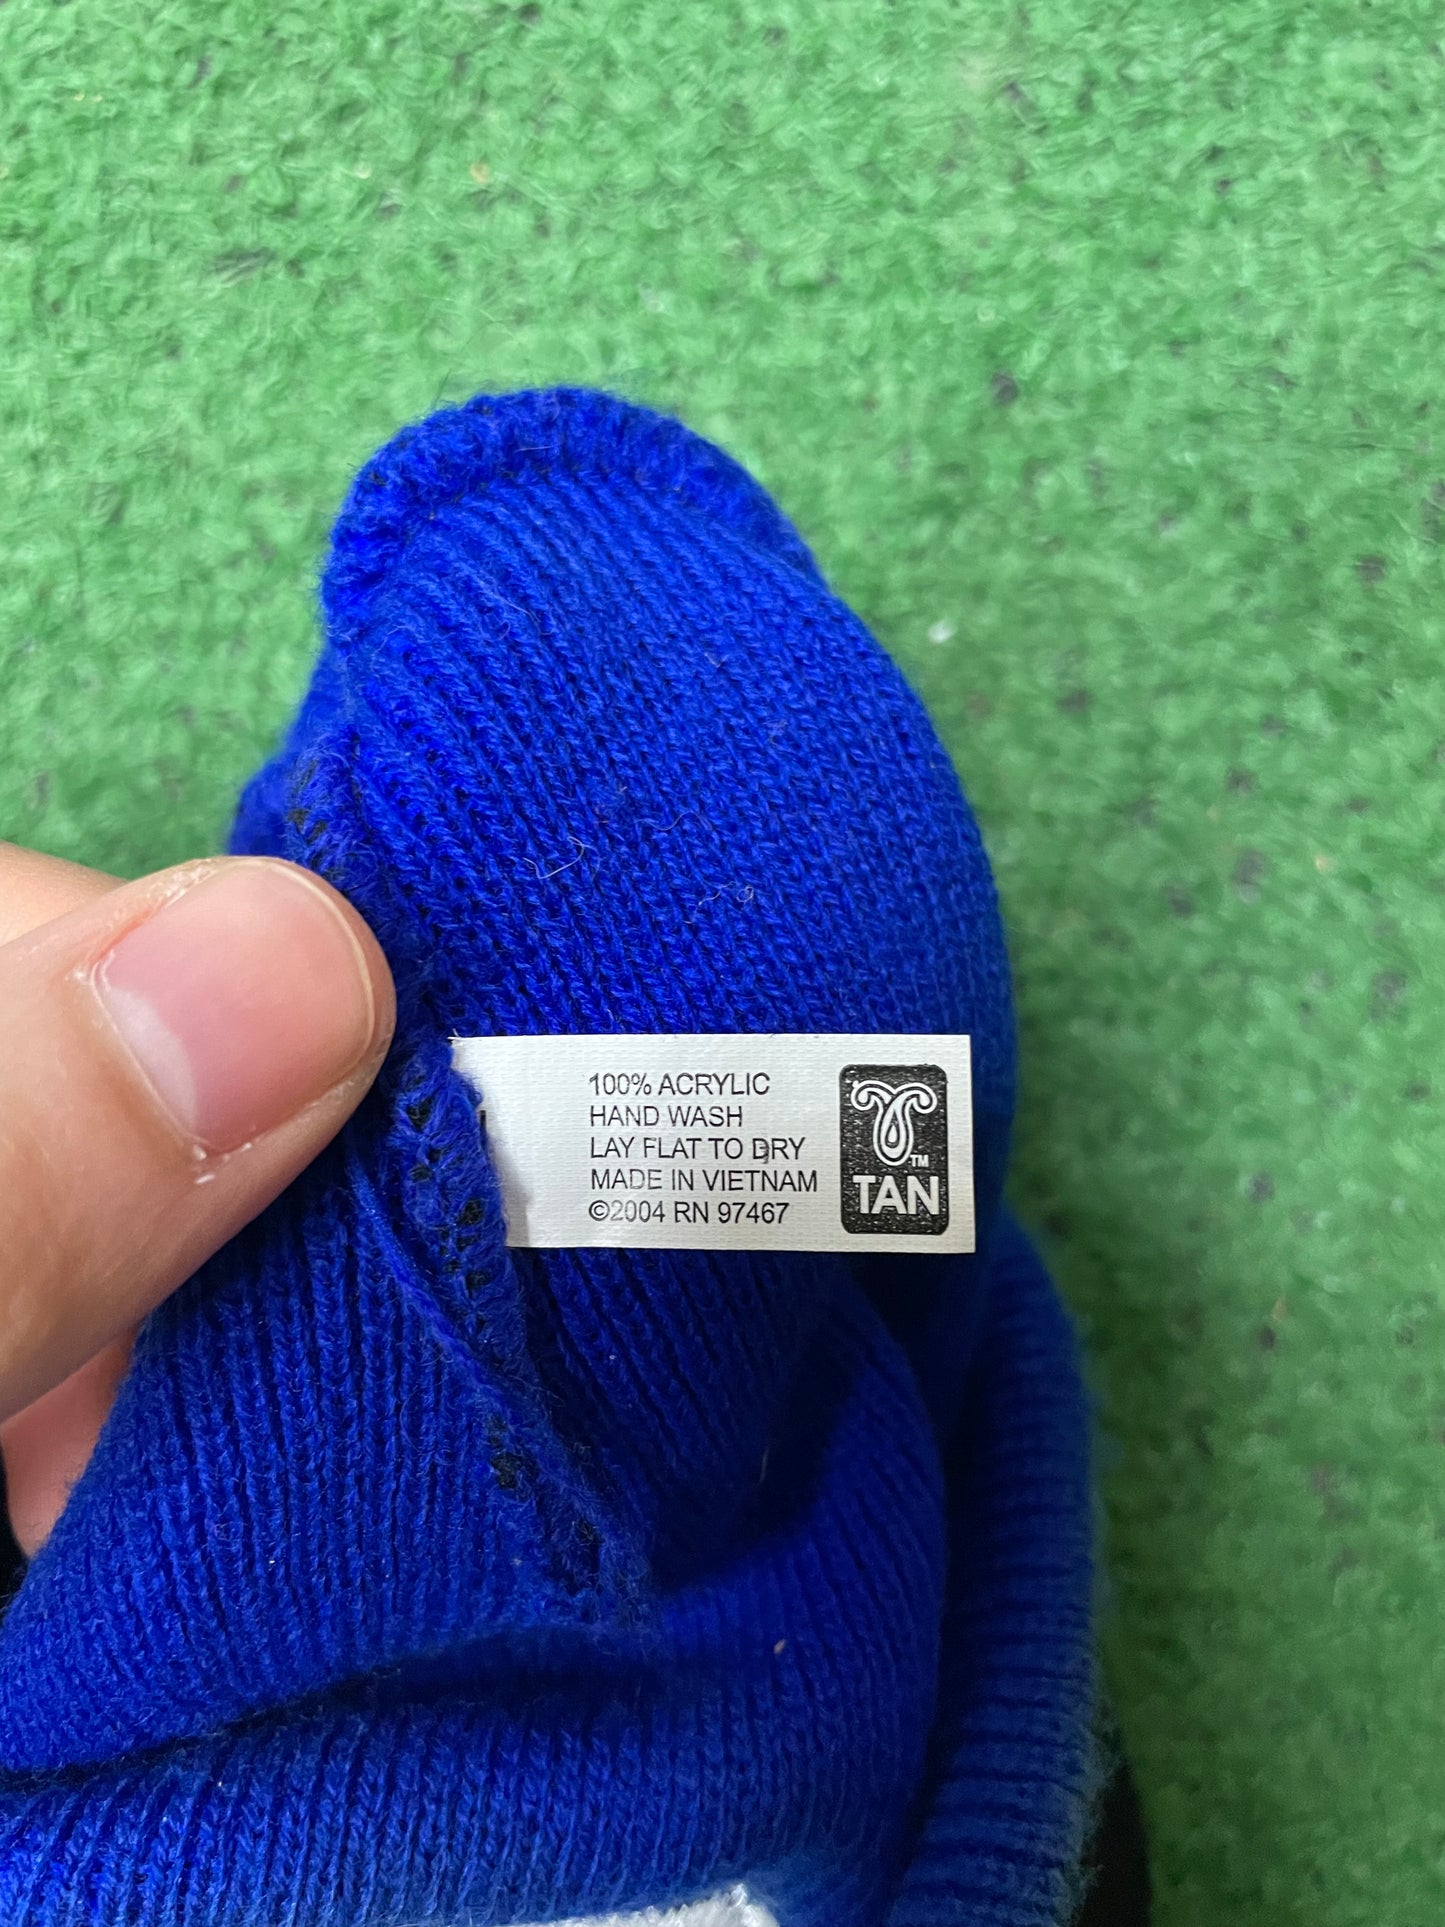 100% ACRYLIC
HAND WASH
LAY FLAT TO DRY
MADE IN VIETNAM
©2004 RN 97467
TM
TAN